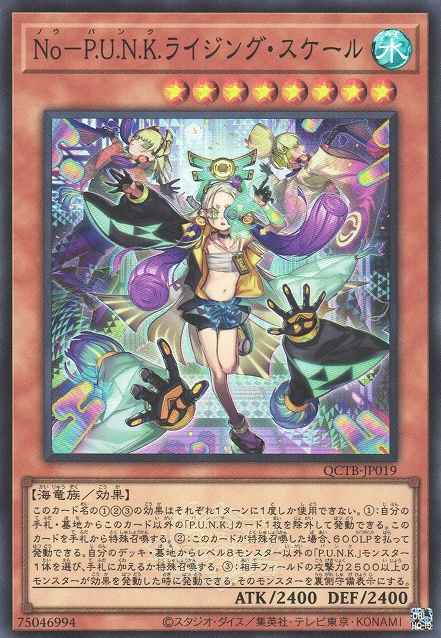 ノウ パンク
No-P.U.N.K.ライジング・スケール
水
QCTB-JP019
【海竜族/効果】
このカード名の①②③の効果はそれぞれ1ターンに1度しか使用できない。①:自分の
手札・墓地からこのカード以外の「P.U.N.K.」カード1枚を除外して発動できる。この
カードを手札から特殊召喚する。②:このカードが特殊召喚した場合、600LPを払って
発動できる。自分のデッキ・墓地からレベル8モンスター以外の「P.U.N.K.」モンスター
1体を選び、手札に加えるか特殊召喚する。③:相手フィールドの攻撃力2500以上の
モンスターが効果を発動した時に発動できる。そのモンスターを裏側守備表示にする。
ATK/2400 DEF/2400
75046994
©スタジオ・ダイス/集英社・テレビ東京・KONAMI